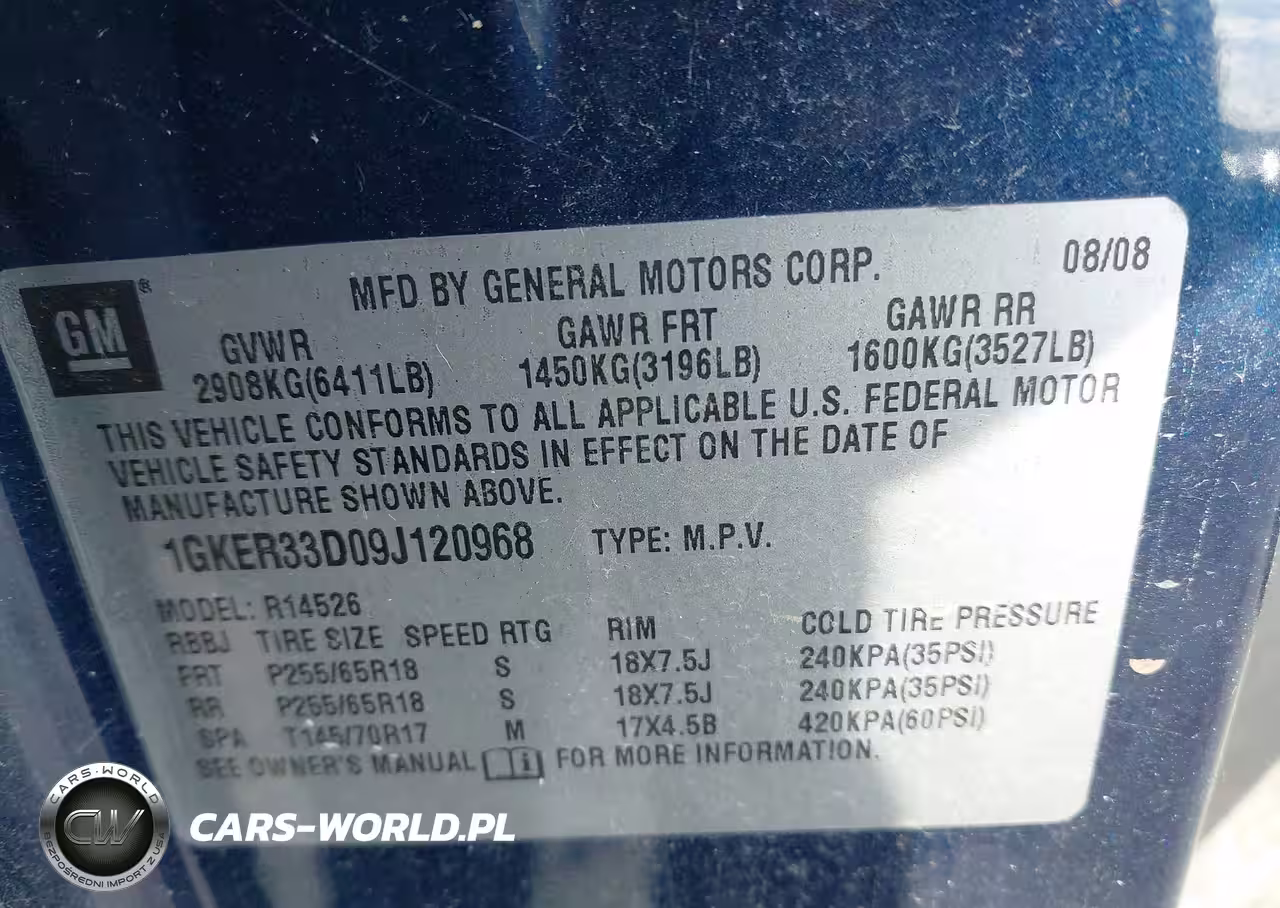 08/08
GM®
MFD BY GENERAL MOTORS CORP.
GVWR GAWR FRT GAWR RR
2908KG(6411LB) 1450KG(3196LB) 1600KG(3527LB)
THIS VEHICLE CONFORMS TO ALL APPLICABLE U.S. FEDERAL MOTOR
VEHICLE SAFETY STANDARDS IN EFFECT ON THE DATE OF
MANUFACTURE SHOWN ABOVE.
1GKER33D09J120968 TYPE: M.P.V.
MODEL: R14526
RBBJ TIRE SIZE SPEED RTG RIM COLD TIRE PRESSURE
FRT P255/65R18 S 18X7.5J 240KPA(35PSI)
RR P255/65R18 S 18X7.5J 240KPA(35PSI)
SPA T145/70R17 M 17X4.5B 420KPA(60PSI)
SEE OWNER'S MANUAL i FOR MORE INFORMATION.
CARS-WORLD
CW
BEZPOŚREDNI IMPORT Z USA
CARS-WORLD.PL